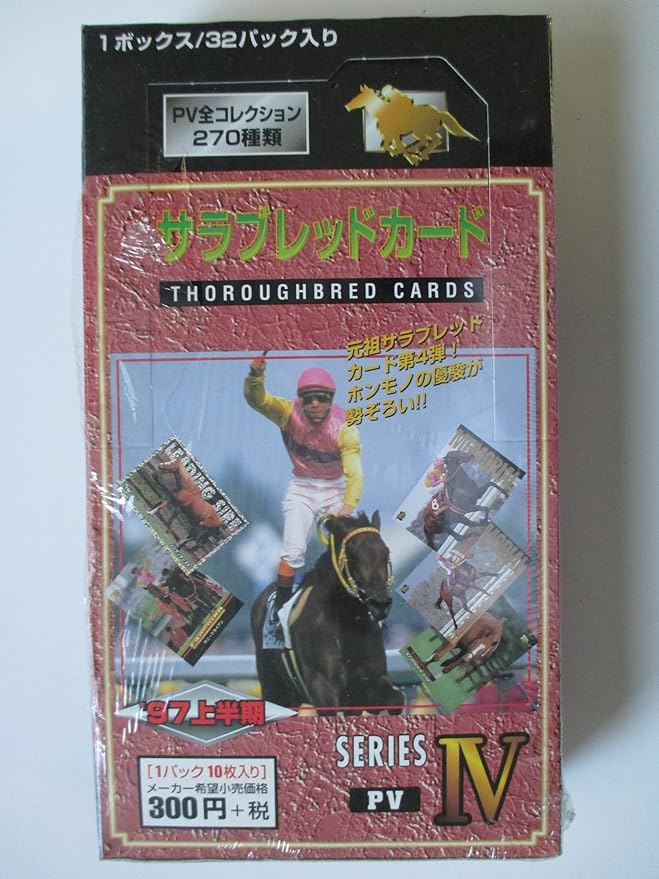 1ボックス/32パック入り
PV全コレクション
270種類
サラブレッドカード
THOROUGHBRED CARDS
元祖サラブレッド
カード第4弾!
ホンモノの優駿が
勢ぞろい!!
LEADING SIRE
'97上半期
SERIES IV
PV
[1パック10枚入り]
メーカー希望小売価格
300円+税